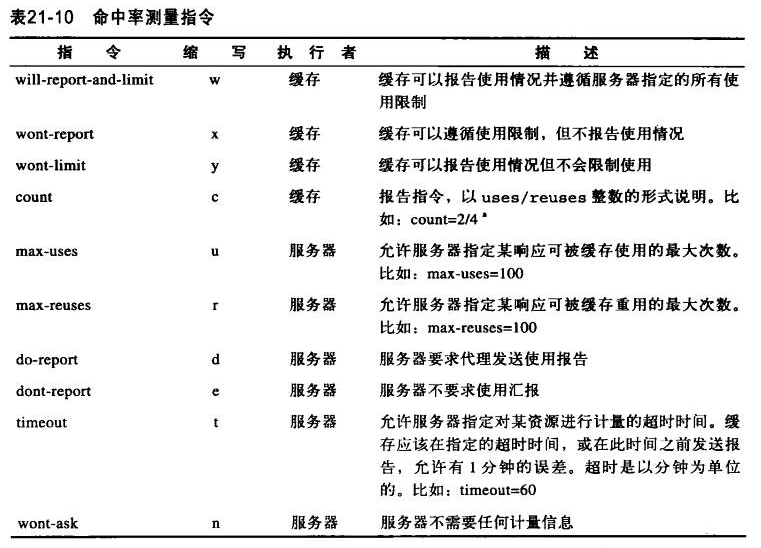 表21-10 命中率测量指令
指 令 缩 写 执 行 者 描 述
will-report-and-limit w 缓存 缓存可以报告使用情况并遵循服务器指定的所有使
用限制
wont-report x 缓存 缓存可以遵循使用限制，但不报告使用情况
wont-limit y 缓存 缓存可以报告使用情况但不会限制使用
count c 缓存 报告指令，以 uses/reuses 整数的形式说明。比
如：count=2/4 a
max-uses u 服务器 允许服务器指定某响应可被缓存使用的最大次数。
比如：max-uses=100
max-reuses r 服务器 允许服务器指定某响应可被缓存重用的最大次数。
比如：max-reuses=100
do-report d 服务器 服务器要求代理发送使用报告
dont-report e 服务器 服务器不要求使用汇报
timeout t 服务器 允许服务器指定对某资源进行计量的超时时间。缓
存应该在指定的超时时间，或在此时间之前发送报
告，允许有 1 分钟的误差。超时是以分钟为单位
的。比如：timeout=60
wont-ask n 服务器 服务器不需要任何计量信息